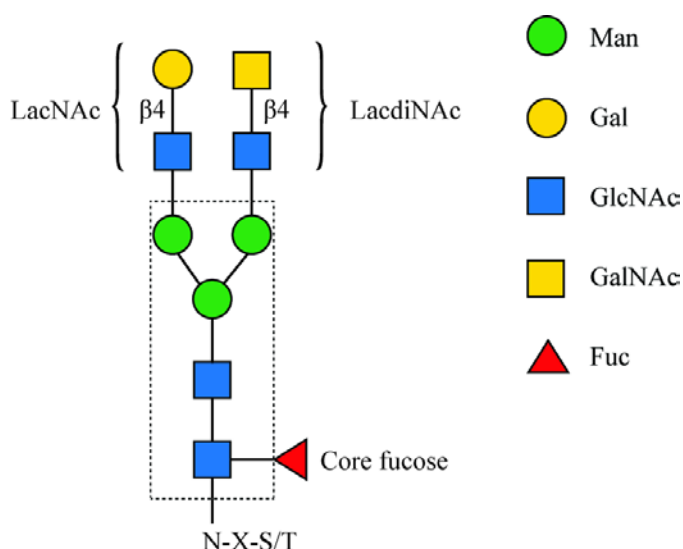 LacNAc
β4
β4
LacdiNAc
Core fucose
N-X-S/T
Man
Gal
GlcNAc
GalNAc
Fuc